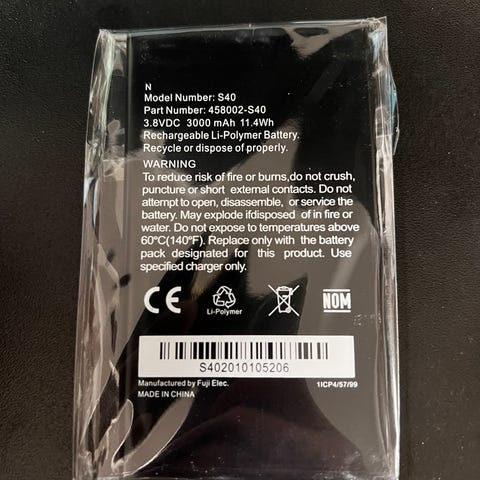 N
Model Number: S40
Part Number: 458002-S40
3.8VDC 3000 mAh 11.4Wh
Rechargeable Li-Polymer Battery.
Recycle or dispose of properly.
WARNING
To reduce risk of fire or burns,do not crush,
puncture or short external contacts. Do not
attempt to open, disassemble, or service the
battery. May explode ifdisposed of in fire or
water. Do not expose to temperatures above
60ºC(140ºF). Replace only with the battery
pack designated for this product. Use
specified charger only.
CE
Li-Polymer
NOM
S402010105206
Manufactured by Fuji Elec.
1ICP4/57/99
MADE IN CHINA